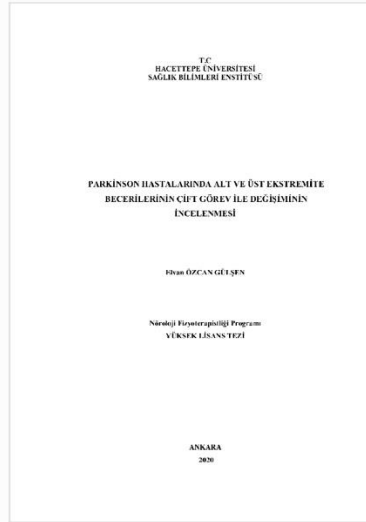 T.C
HACETTEPE ÜNİVERSİTESİ
SAĞLIK BİLİMLERİ ENSTİTÜSÜ
PARKİNSON HASTALARINDA ALT VE ÜST EKSTREMİTE
BECERİLERİNİN ÇİFT GÖREV İLE DEĞİŞİMİNİN
İNCELENMESİ
Elvan ÖZCAN GÜLŞEN
Nöroloji Fizyoterapistliği Programı
YÜKSEK LİSANS TEZİ
ANKARA
2020